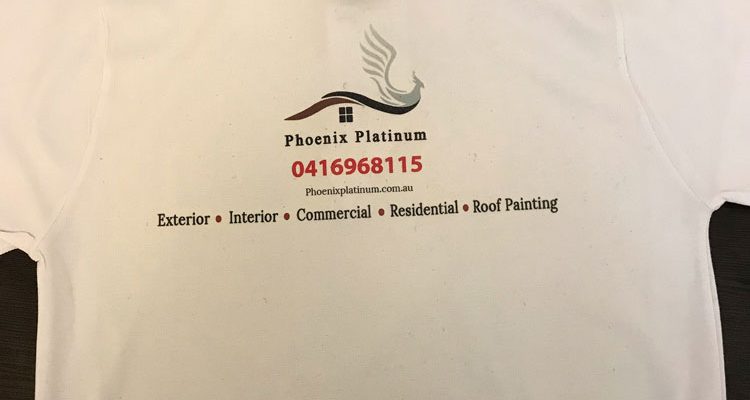 Phoenix Platinum
0416968115
Phoenixplatinum.com.au
Exterior • Interior • Commercial • Residential • Roof Painting